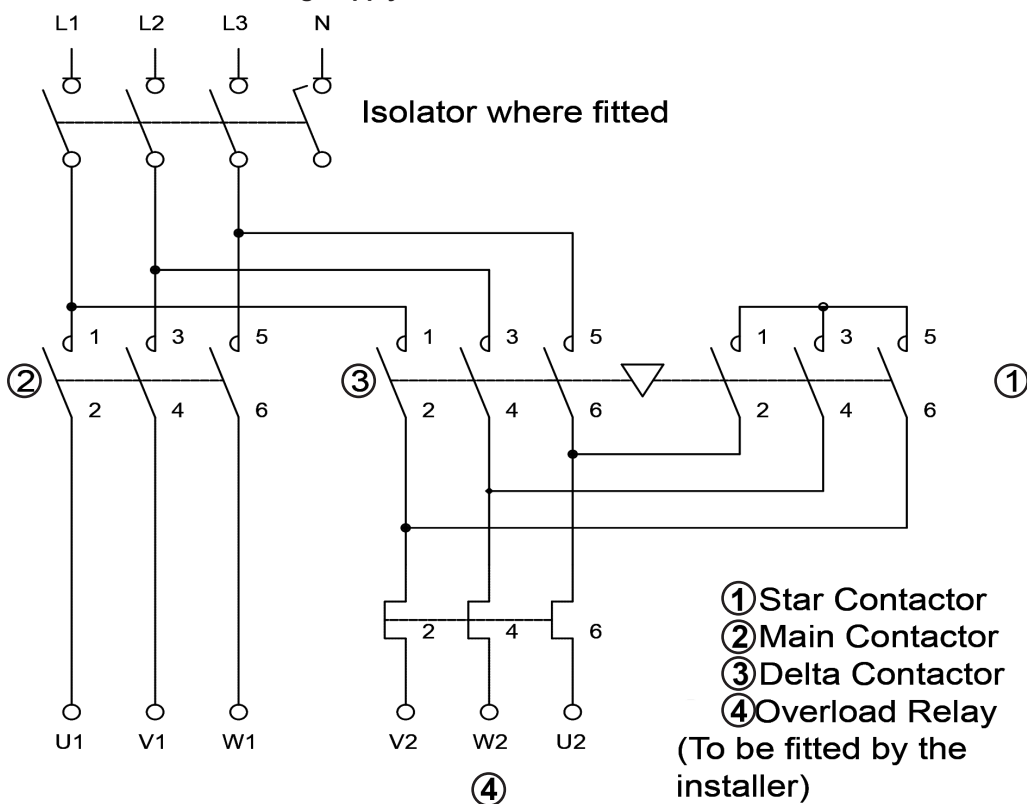 L1 L2 L3 N
Isolator where fitted
1 3 5 1 3 5 1 3 5
② ③ ①
2 4 6 2 4 6 2 4 6
2 4 6
①Star Contactor
②Main Contactor
③Delta Contactor
④Overload Relay
(To be fitted by the
installer)
U1 V1 W1 V2 W2 U2
④